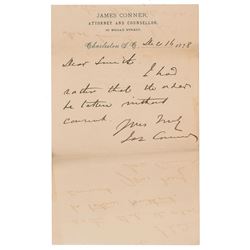 JAMES CONNER,
ATTORNEY AND COUNSELLOR,
Charleston S.C. Dec 16 1878
Dear Smith
I had
rather that the order
be taken without
consent
Yours truly
Jas Conner